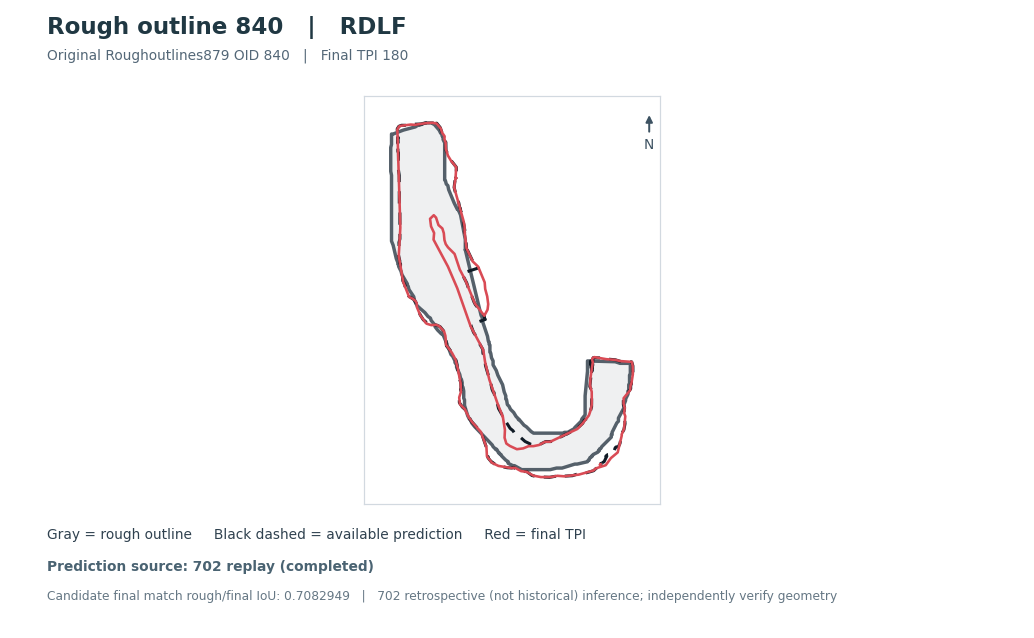 Rough outline 840   |   RDLF
Original Roughoutlines879 OID 840   |   Final TPI 180
N
Gray = rough outline     Black dashed = available prediction     Red = final TPI
Prediction source: 702 replay (completed)
Candidate final match rough/final IoU: 0.7082949   |   702 retrospective (not historical) inference; independently verify geometry